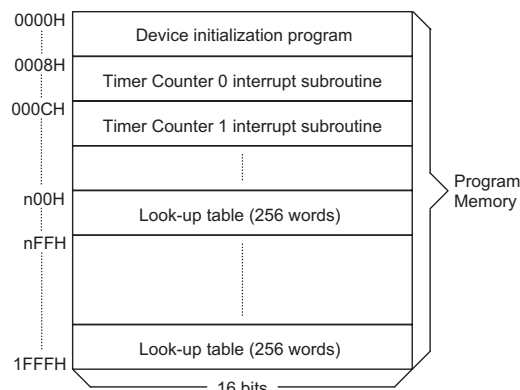 0000H
Device initialization program
0008H
Timer Counter 0 interrupt subroutine
000CH
Timer Counter 1 interrupt subroutine
n00H
Look-up table (256 words)
nFFH
Program
Memory
Look-up table (256 words)
1FFFH
16 bits